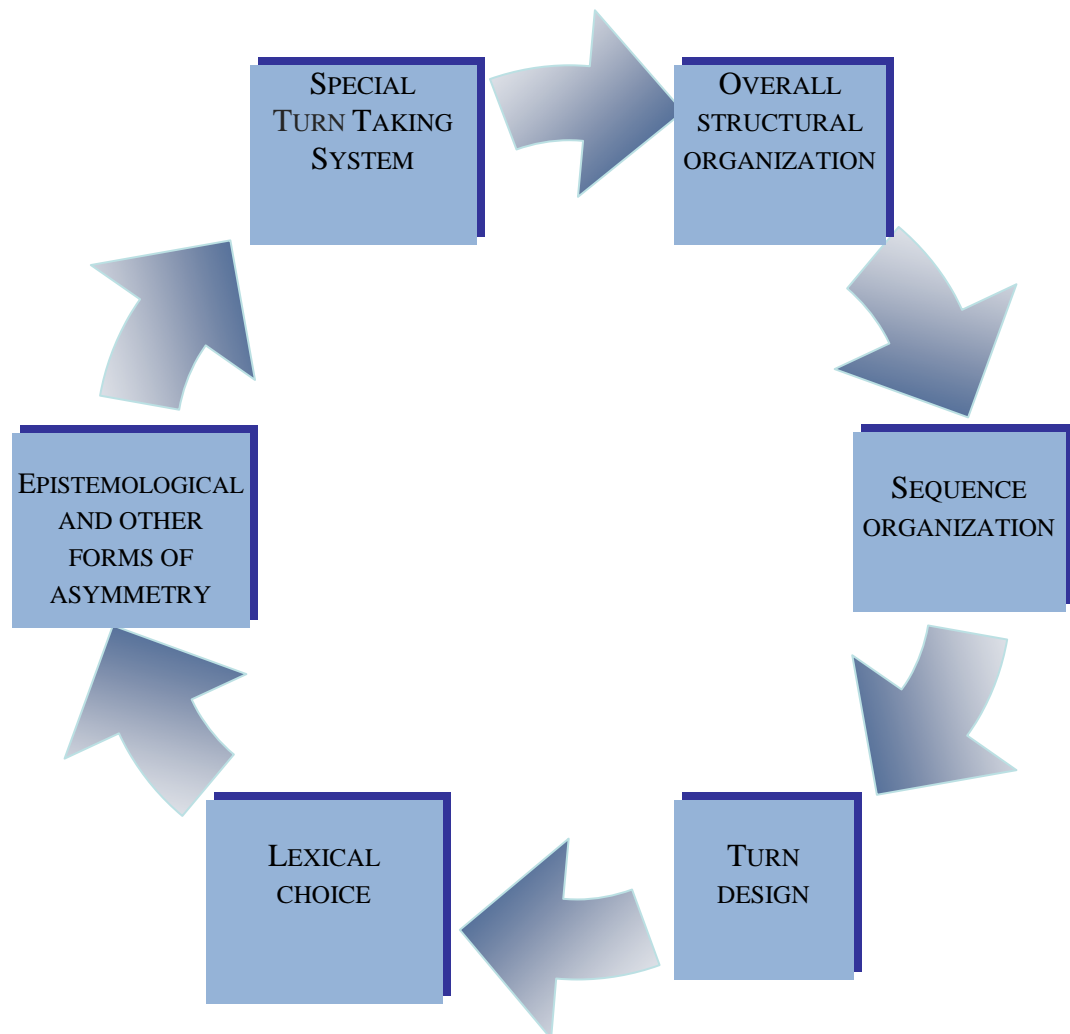 SPECIAL
TURN TAKING
SYSTEM
OVERALL
STRUCTURAL
ORGANIZATION
SEQUENCE
ORGANIZATION
TURN
DESIGN
LEXICAL
CHOICE
EPISTEMOLOGICAL
AND OTHER
FORMS OF
ASYMMETRY